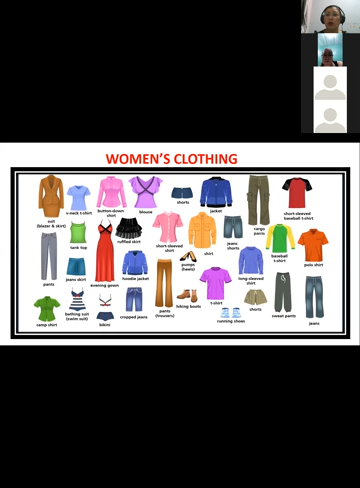 WOMEN'S CLOTHING
suit
(blazer & skirt)
v-neck t-shirt
button-down
shirt
blouse
shorts
jacket
cargo
pants
short-sleeved
baseball t-shirt
pants
tank top
jeans skirt
evening gown
ruffled skirt
hoodie jacket
short-sleeved
shirt
shirt
jeans
shorts
pumps
(heels)
baseball
t-shirt
polo shirt
camp shirt
bathing suit
(swim suit)
bikini
cropped jeans
pants
(trousers)
hiking boots
t-shirt
running shoes
long-sleeved
shirt
shorts
sweat pants
jeans